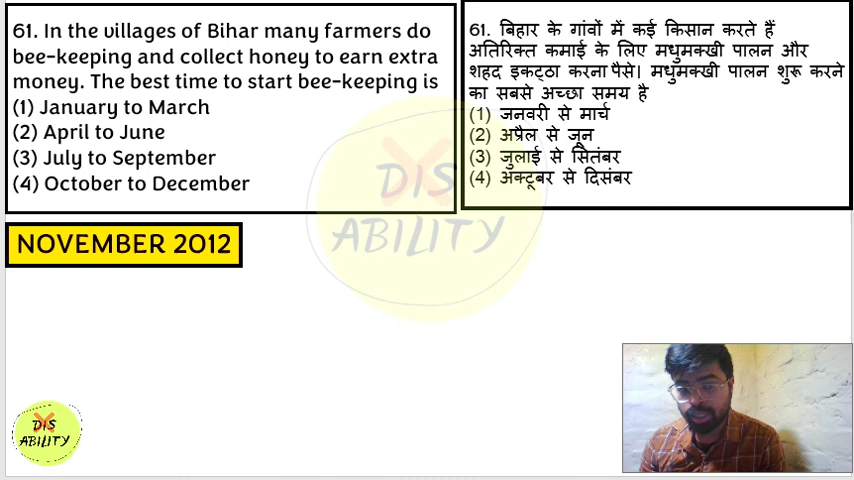 61. In the villages of Bihar many farmers do
bee-keeping and collect honey to earn extra
money. The best time to start bee-keeping is
(1) January to March
(2) April to June
(3) July to September
(4) October to December
61. बिहार के गांवों में कई किसान करते हैं
अतिरिक्त कमाई के लिए मधुमक्खी पालन और
शहद इकट्ठा करना पैसे। मधुमक्खी पालन शुरू करने
का सबसे अच्छा समय है
(1) जनवरी से मार्च
(2) अप्रैल से जून
(3) जुलाई से सितंबर
(4) अक्टूबर से दिसंबर
NOVEMBER 2012
DIS
ABILITY
DIS
ABILITY